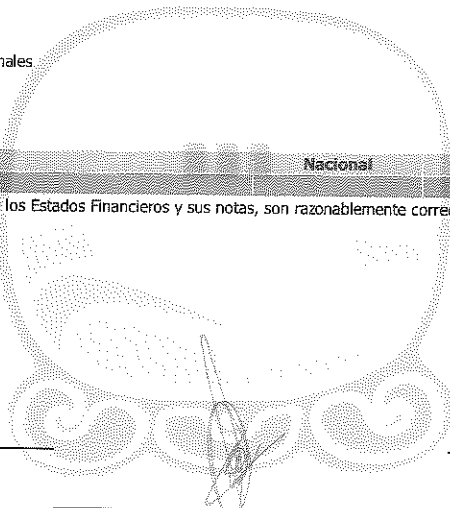 nales.
Nacional
los Estados Financieros y sus notas, son razonablemente corre